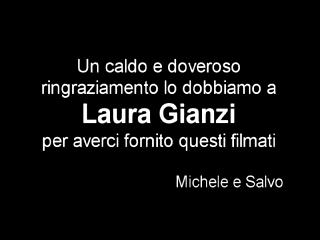 Un caldo e doveroso
ringraziamento lo dobbiamo a
Laura Gianzi
per averci fornito questi filmati
Michele e Salvo